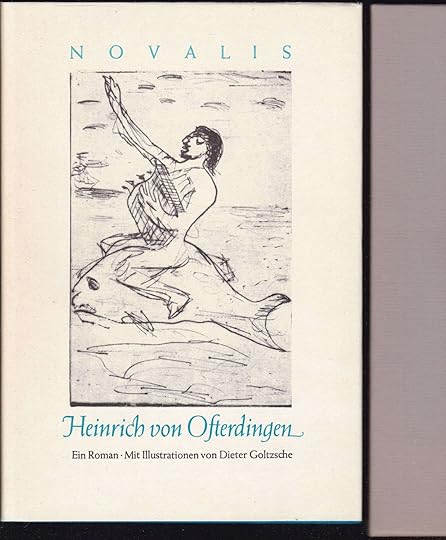 NOVALIS
Heinrich von Ofterdingen
Ein Roman · Mit Illustrationen von Dieter Goltzsche